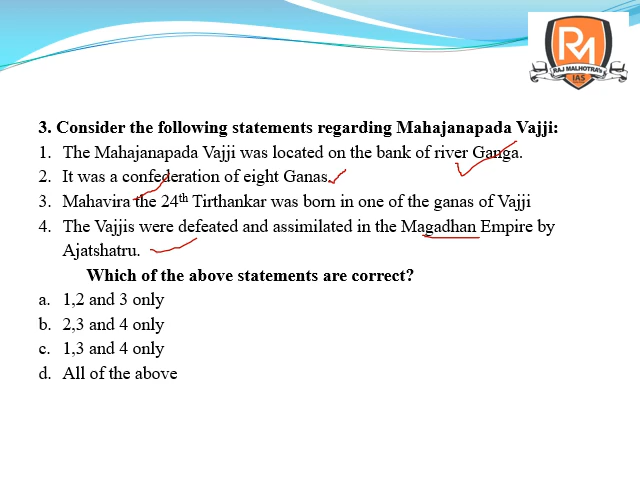 RM
RAJ MALHOTRA'S
IAS
3. Consider the following statements regarding Mahajanapada Vajji:
1. The Mahajanapada Vajji was located on the bank of river Ganga.
2. It was a confederation of eight Ganas.
3. Mahavira the 24th Tirthankar was born in one of the ganas of Vajji
4. The Vajjis were defeated and assimilated in the Magadhan Empire by
Ajatshatru.
Which of the above statements are correct?
a. 1,2 and 3 only
b. 2,3 and 4 only
c. 1,3 and 4 only
d. All of the above